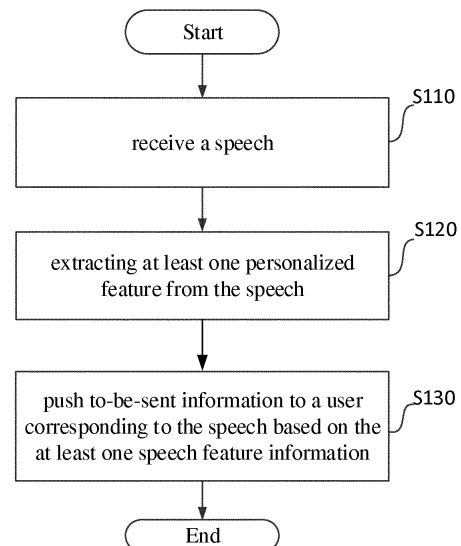 Start
S110
receive a speech
S120
extracting at least one personalized
feature from the speech
S130
push to-be-sent information to a user
corresponding to the speech based on the
at least one speech feature information
End